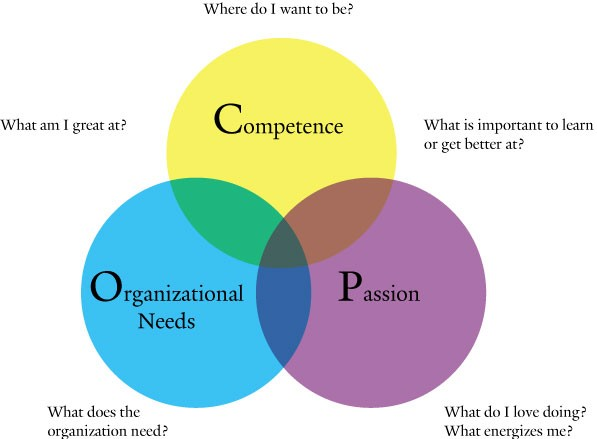 Where do I want to be?
What am I great at?
Competence
What is important to learn
or get better at?
Organizational
Needs
Passion
What does the
organization need?
What do I love doing?
What energizes me?